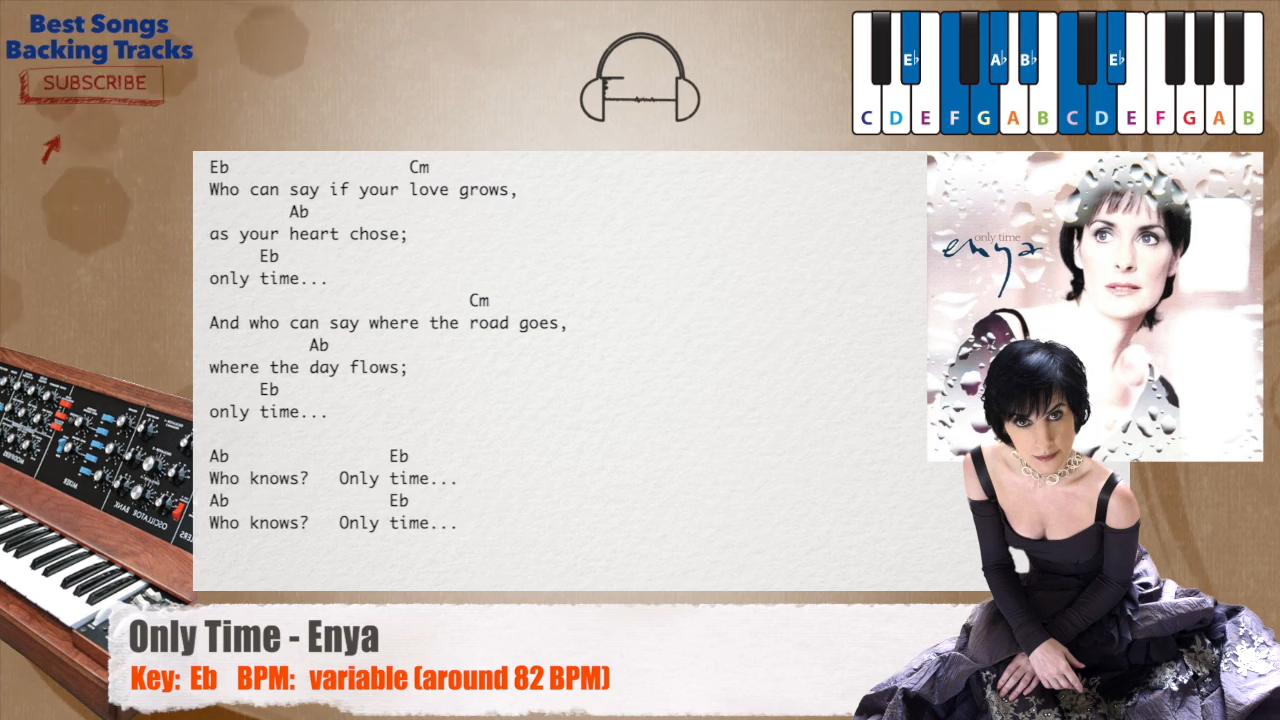 Best Songs
Backing Tracks
SUBSCRIBE
E♭ A♭ B♭ E♭
C D E F G A B C D E F G A B
Eb Cm
Who can say if your love grows,
Ab
as your heart chose;
Eb
only time...
Cm
And who can say where the road goes,
Ab
where the day flows;
Eb
only time...
Ab Eb
Who knows? Only time...
Ab Eb
Who knows? Only time...
only time
enya
MIXER
OSCILLATOR BANK
Only Time - Enya
Key: Eb BPM: variable (around 82 BPM)